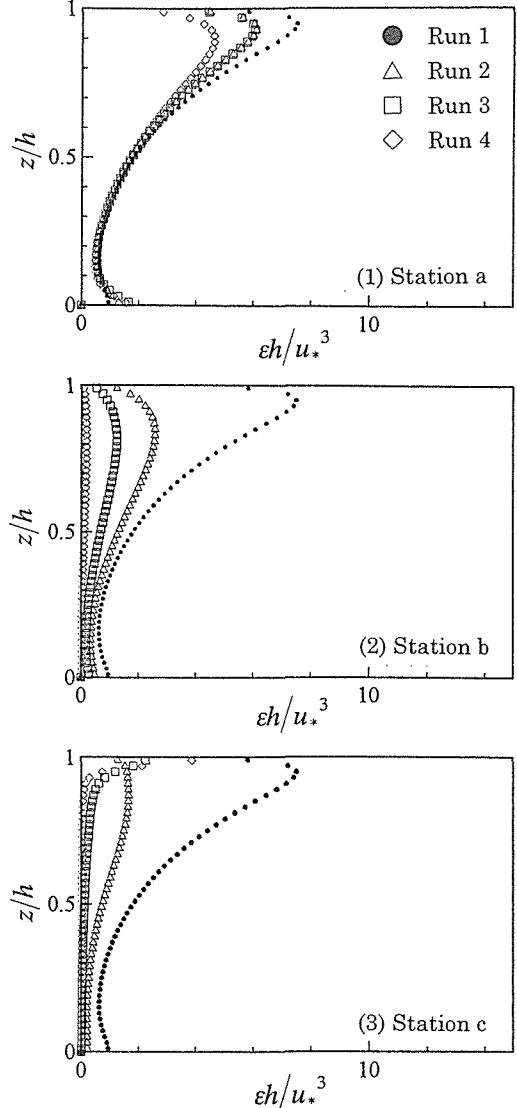 1
Run 1
Run 2
Run 3
Run 4
z/h
0.5
(1) Station a
0
0 10
εh/u*³
1
z/h
0.5
(2) Station b
0
0 10
εh/u*³
1
z/h
0.5
(3) Station c
0
0 10
εh/u*³